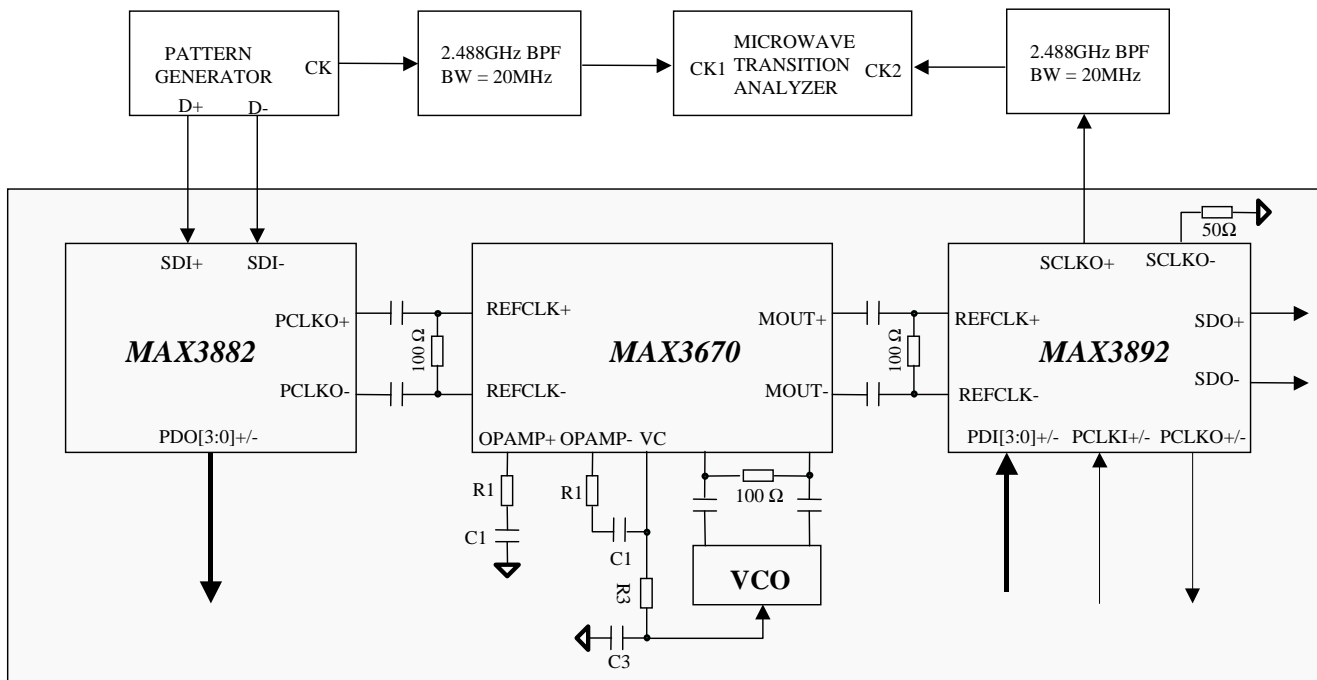 PATTERN
GENERATOR
CK
D+ D-
2.488GHz BPF
BW = 20MHz
MICROWAVE
TRANSITION
ANALYZER
CK1
CK2
2.488GHz BPF
BW = 20MHz
50Ω
SDI+ SDI-
PCLKO+
MAX3882
PCLKO-
PDO[3:0]+/-
100 Ω
REFCLK+
MOUT+
MAX3670
REFCLK-
MOUT-
OPAMP+ OPAMP- VC
100 Ω
SCLKO+ SCLKO-
REFCLK+
SDO+
MAX3892
SDO-
REFCLK-
PDI[3:0]+/- PCLKI+/- PCLKO+/-
R1
C1
R1
C1
100 Ω
R3
C3
VCO